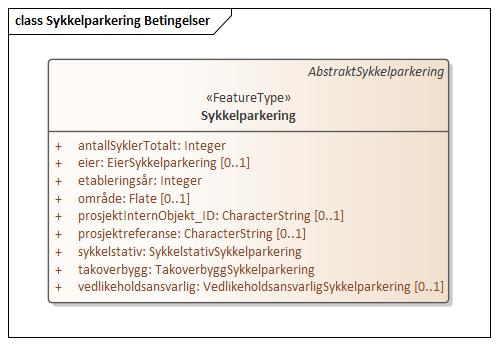 class Sykkelparkering Betingelser
AbstraktSykkelparkering
«FeatureType»
Sykkelparkering
+ antallSyklerTotalt: Integer
+ eier: EierSykkelparkering [0..1]
+ etableringsår: Integer
+ område: Flate [0..1]
+ prosjektInternObjekt_ID: CharacterString [0..1]
+ prosjektreferanse: CharacterString [0..1]
+ sykkelstativ: SykkelstativSykkelparkering
+ takoverbygg: TakoverbyggSykkelparkering
+ vedlikeholdsansvarlig: VedlikeholdsansvarligSykkelparkering [0..1]